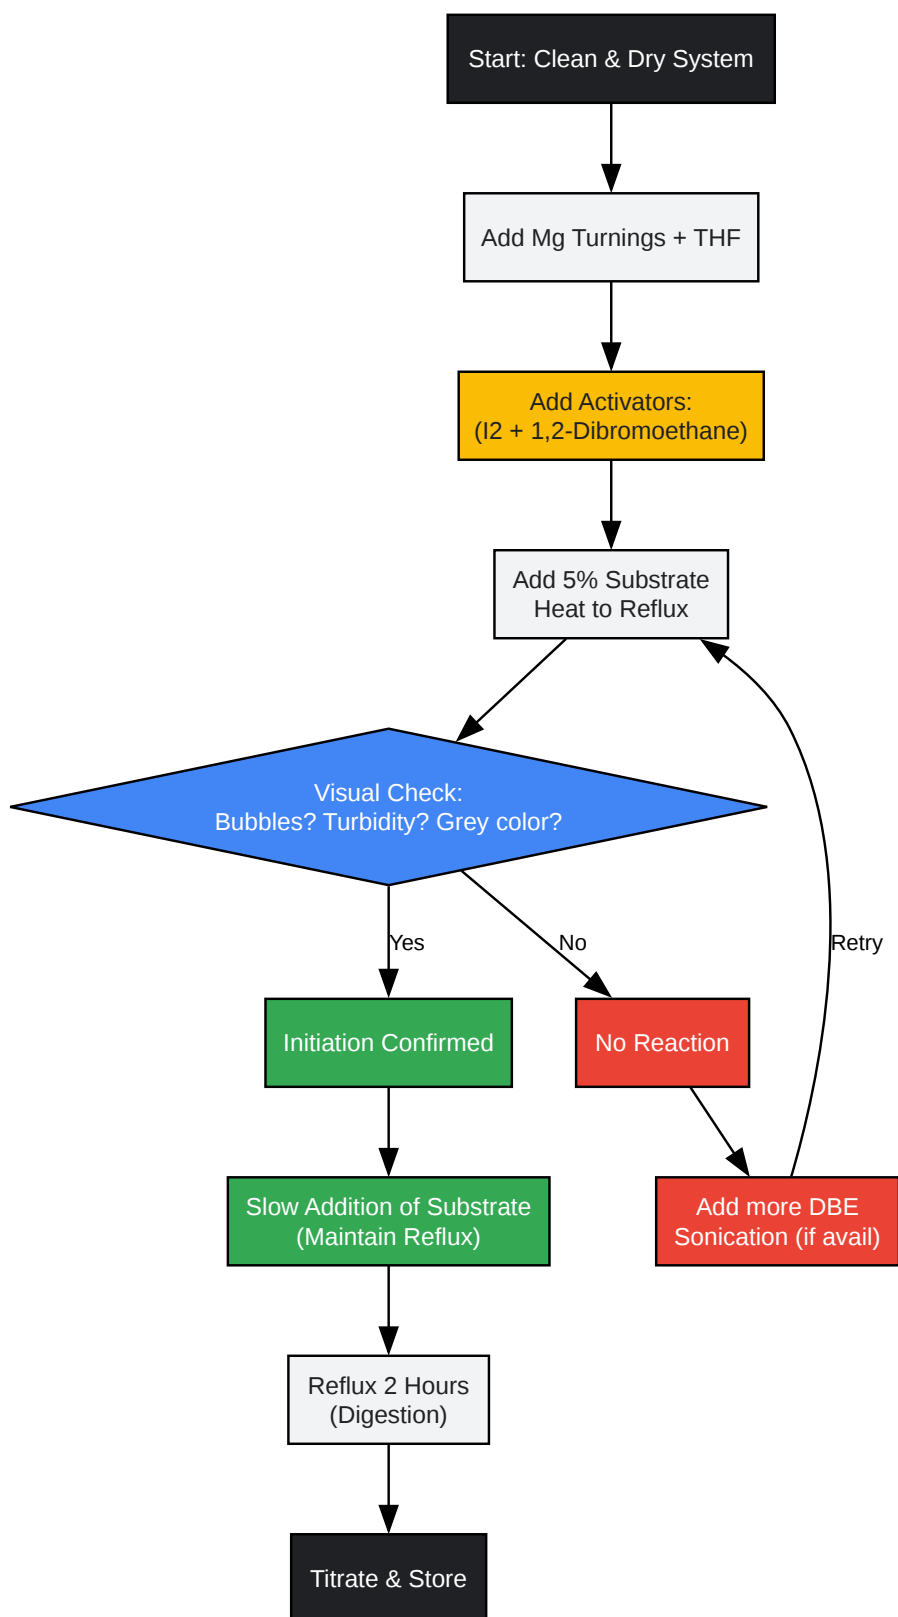 Start: Clean & Dry System
Add Mg Turnings + THF
Add Activators:
(I2 + 1,2-Dibromoethane)
Add 5% Substrate
Heat to Reflux
Visual Check:
Bubbles? Turbidity? Grey color?
Yes
No
Retry
Initiation Confirmed
No Reaction
Slow Addition of Substrate
(Maintain Reflux)
Add more DBE
Sonication (if avail)
Reflux 2 Hours
(Digestion)
Titrate & Store